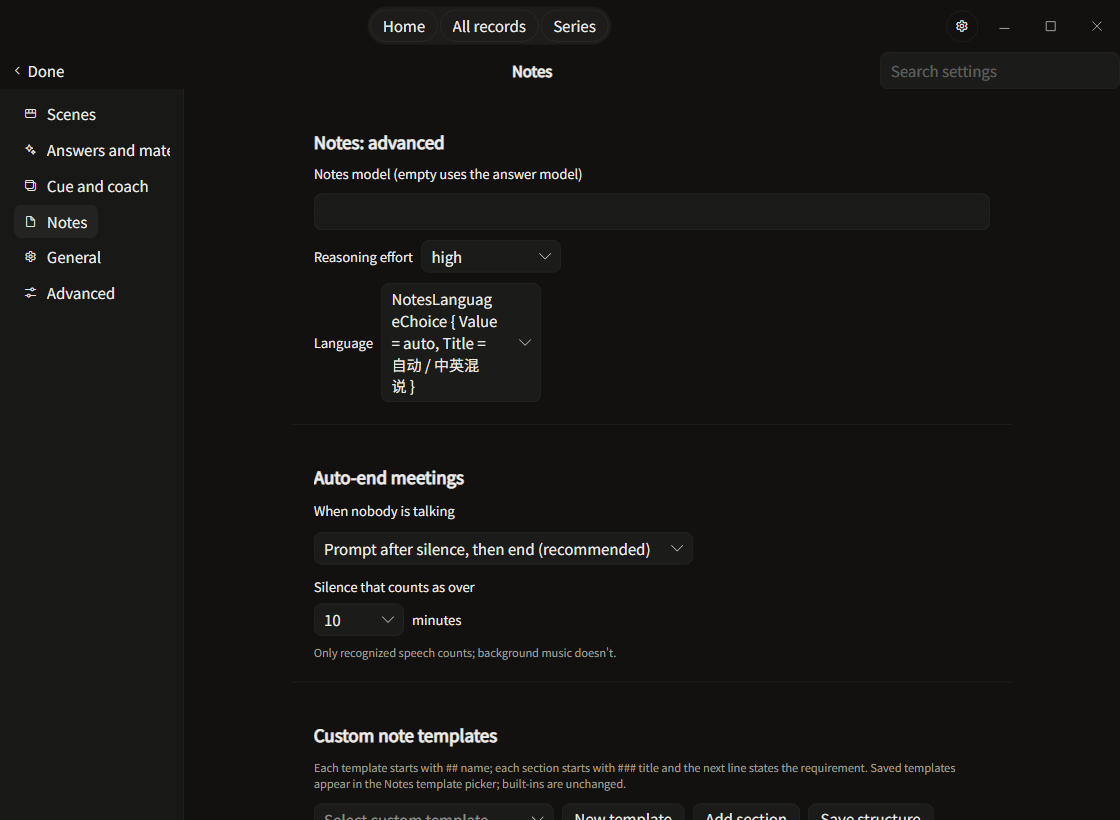 Home All records Series
Done
Notes
Search settings
Scenes
Answers and mate
Cue and coach
Notes
General
Advanced
Notes: advanced
Notes model (empty uses the answer model)
Reasoning effort high
Language
NotesLanguag
eChoice { Value
= auto, Title =
自动 / 中英混
说 }
Auto-end meetings
When nobody is talking
Prompt after silence, then end (recommended)
Silence that counts as over
10 minutes
Only recognized speech counts; background music doesn't.
Custom note templates
Each template starts with ## name; each section starts with ### title and the next line states the requirement. Saved templates
appear in the Notes template picker; built-ins are unchanged.
Select custom template New template Add section Save structure